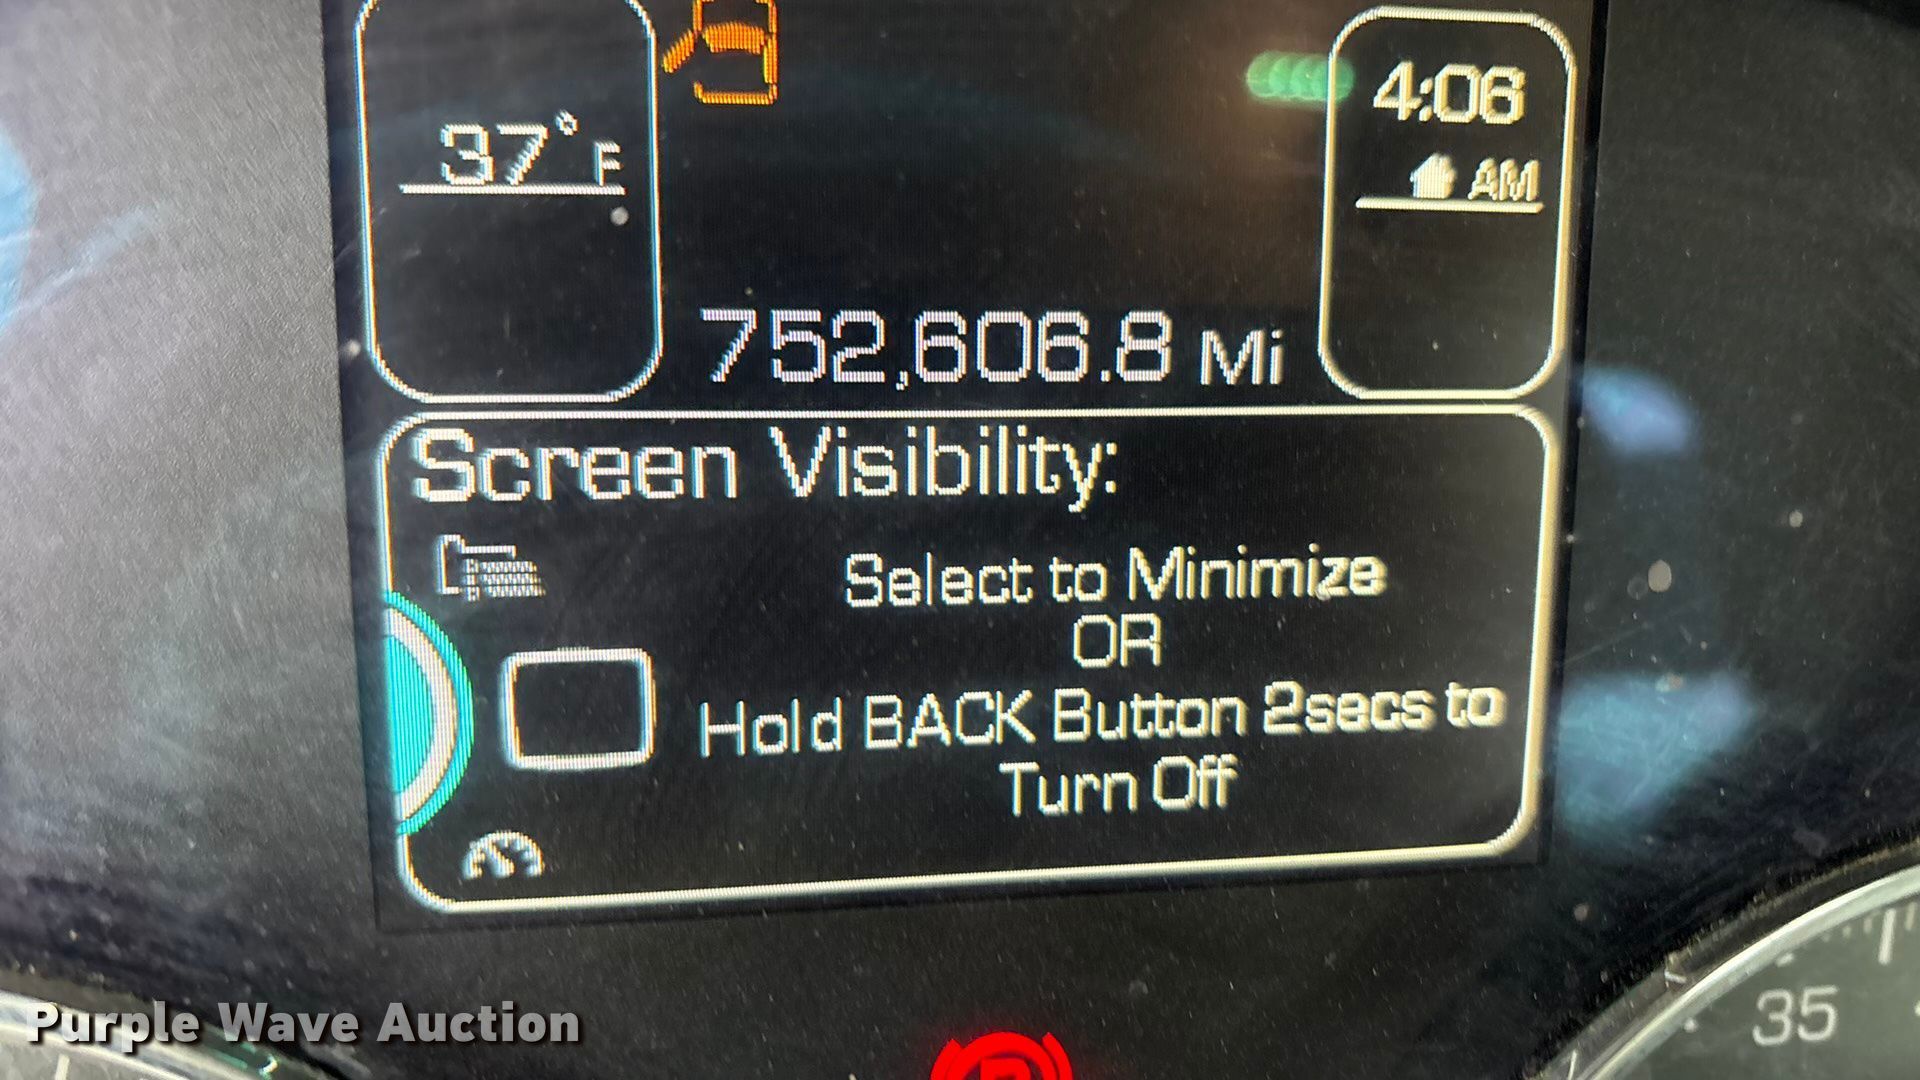 37° F
4:06
AM
752,606.8 Mi
Screen Visibility:
Select to Minimize
OR
Hold BACK Button 2secs to
Turn Off
35
Purple Wave Auction